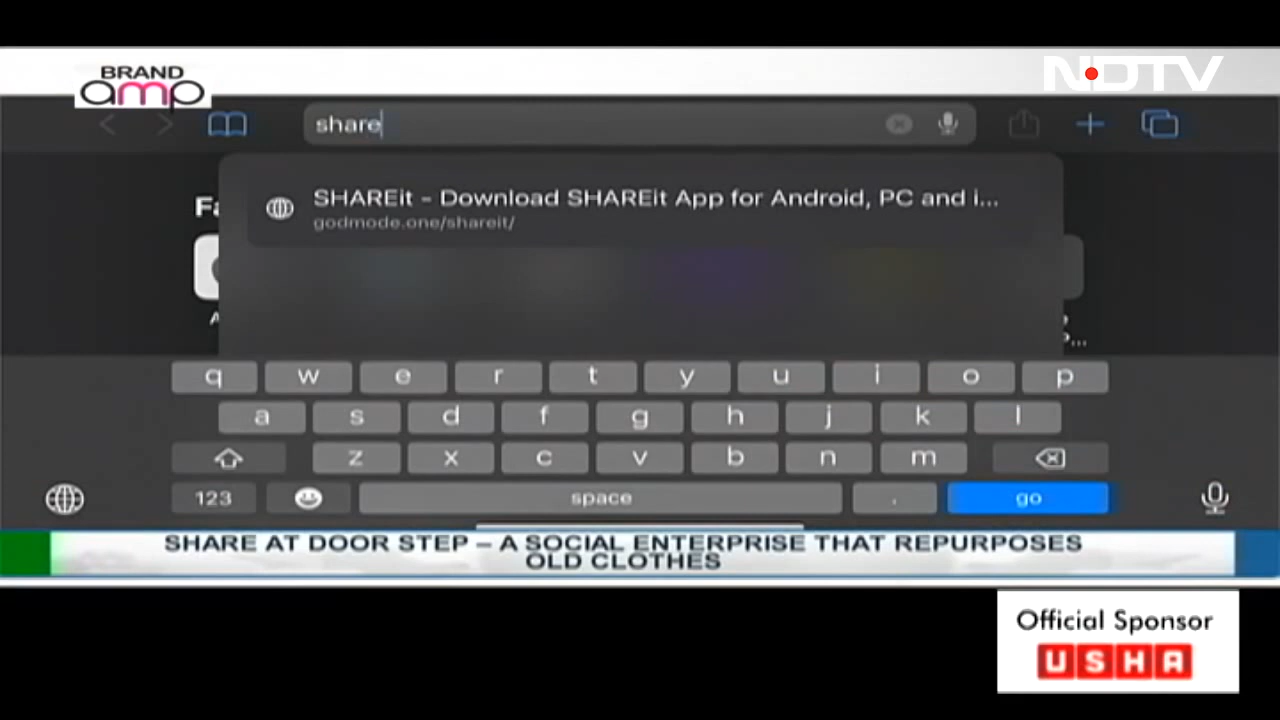 BRAND
amp
NDTV
share
SHAREit - Download SHAREit App for Android, PC and i...
godmode.one/shareit/
Fa
q w e r t y u i o p
a s d f g h j k l
z x c v b n m
123 space . go
SHARE AT DOOR STEP – A SOCIAL ENTERPRISE THAT REPURPOSES
OLD CLOTHES
Official Sponsor
USHA